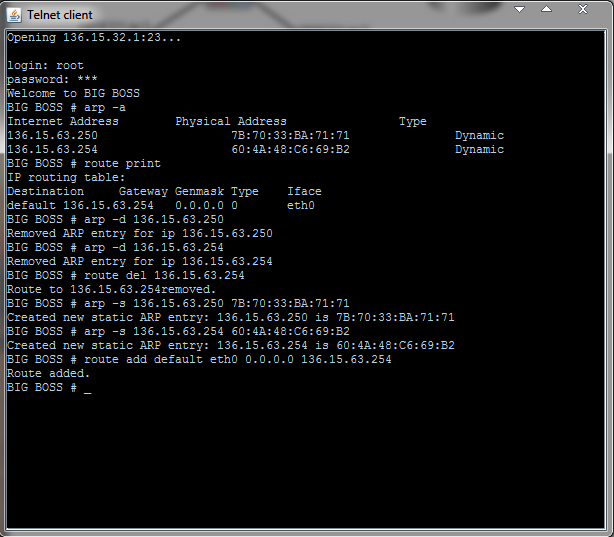 Telnet client
Opening 136.15.32.1:23...
login: root
password: ***
Welcome to BIG BOSS
BIG BOSS # arp -a
Internet Address Physical Address Type
136.15.63.250 7B:70:33:BA:71:71 Dynamic
136.15.63.254 60:4A:48:C6:69:B2 Dynamic
BIG BOSS # route print
IP routing table:
Destination Gateway Genmask Type Iface
default 136.15.63.254 0.0.0.0 0 eth0
BIG BOSS # arp -d 136.15.63.250
Removed ARP entry for ip 136.15.63.250
BIG BOSS # arp -d 136.15.63.254
Removed ARP entry for ip 136.15.63.254
BIG BOSS # route del 136.15.63.254
Route to 136.15.63.254removed.
BIG BOSS # arp -s 136.15.63.250 7B:70:33:BA:71:71
Created new static ARP entry: 136.15.63.250 is 7B:70:33:BA:71:71
BIG BOSS # arp -s 136.15.63.254 60:4A:48:C6:69:B2
Created new static ARP entry: 136.15.63.254 is 60:4A:48:C6:69:B2
BIG BOSS # route add default eth0 0.0.0.0 136.15.63.254
Route added.
BIG BOSS # _